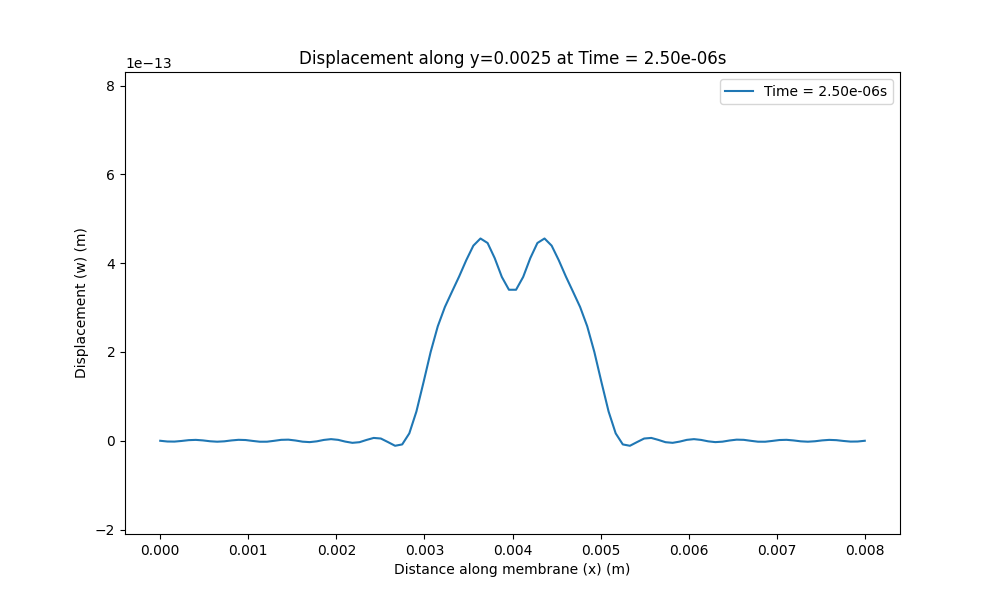 Displacement along y=0.0025 at Time = 2.50e-06s
1e−13
Time = 2.50e-06s
8
6
4
2
0
−2
Displacement (w) (m)
0.000 0.001 0.002 0.003 0.004 0.005 0.006 0.007 0.008
Distance along membrane (x) (m)